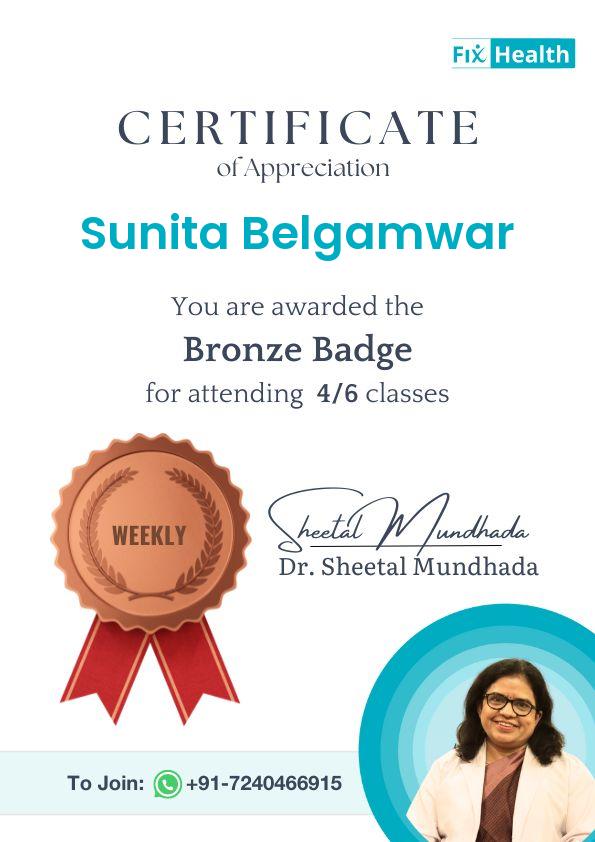 Fix Health
CERTIFICATE
of Appreciation
Sunita Belgamwar
You are awarded the
Bronze Badge
for attending 4/6 classes
WEEKLY
Sheetal Mundhada
Dr. Sheetal Mundhada
To Join: +91-7240466915